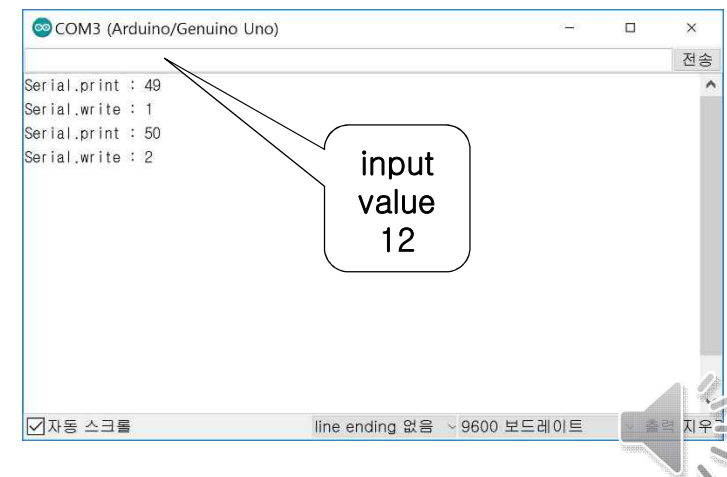 COM3 (Arduino/Genuino Uno)
전송
Serial.print : 49
Serial.write : 1
Serial.print : 50
Serial.write : 2
input
value
12
자동 스크롤 line ending 없음 9600 보드레이트 출력 지우